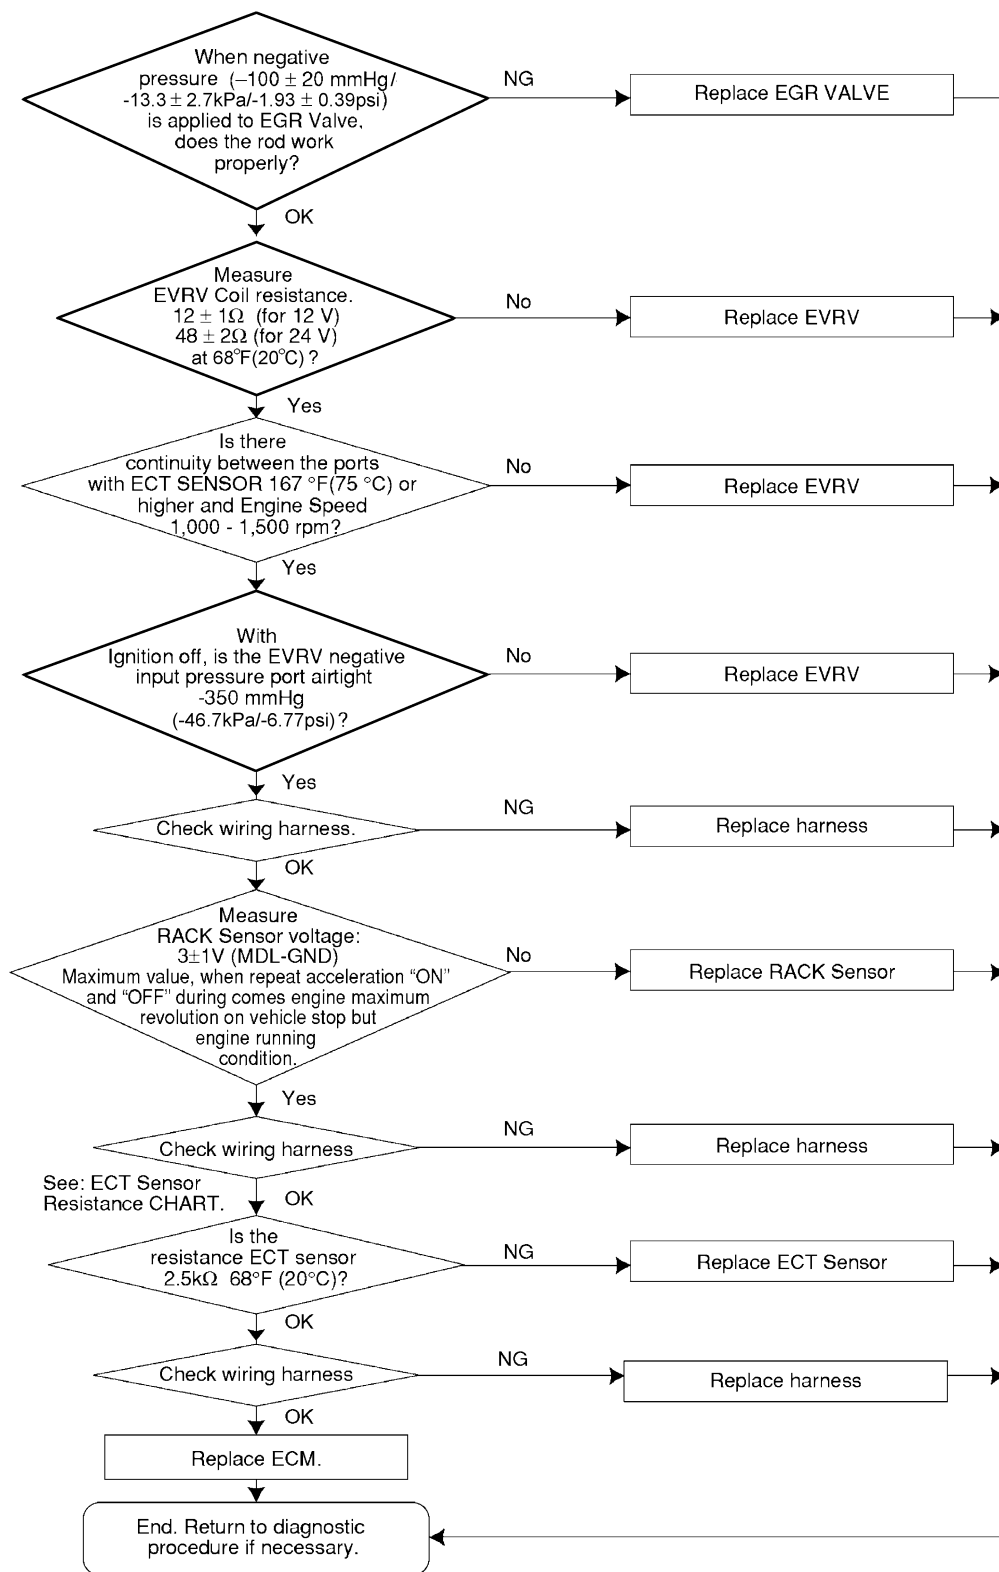 When negative
pressure (–100 ± 20 mmHg/
-13.3 ± 2.7kPa/-1.93 ± 0.39psi)
is applied to EGR Valve,
does the rod work
properly?
NG
Replace EGR VALVE
OK
Measure
EVRV Coil resistance.
12 ± 1Ω (for 12 V)
48 ± 2Ω (for 24 V)
at 68°F(20°C) ?
No
Replace EVRV
Yes
Is there
continuity between the ports
with ECT SENSOR 167 °F(75 °C) or
higher and Engine Speed
1,000 - 1,500 rpm?
No
Replace EVRV
Yes
With
Ignition off, is the EVRV negative
input pressure port airtight
-350 mmHg
(-46.7kPa/-6.77psi) ?
No
Replace EVRV
Yes
Check wiring harness.
NG
Replace harness
OK
Measure
RACK Sensor voltage:
3±1V (MDL-GND)
Maximum value, when repeat acceleration “ON”
and “OFF” during comes engine maximum
revolution on vehicle stop but
engine running
condition.
No
Replace RACK Sensor
Yes
Check wiring harness
NG
Replace harness
See: ECT Sensor
Resistance CHART.
OK
Is the
resistance ECT sensor
2.5kΩ 68°F (20°C)?
NG
Replace ECT Sensor
OK
Check wiring harness
NG
Replace harness
OK
Replace ECM.
End. Return to diagnostic
procedure if necessary.